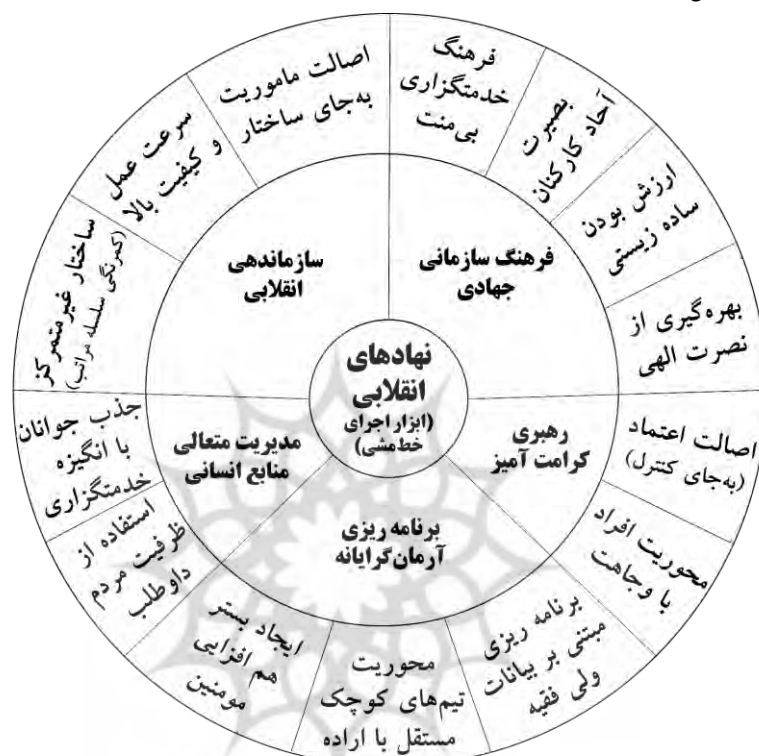 نهادهای
انقلابی
(ابزار اجرای
خط‌مشی)
فرهنگ سازمانی
جهادی
رهبری
کرامت آمیز
برنامه ریزی
آرمان‌گرایانه
مدیریت متعالی
منابع انسانی
سازماندهی
انقلابی
فرهنگ
خدمتگزاری
بی‌منت
بصیرت
آحاد کارکنان
ارزش بودن
ساده زیستی
بهره‌گیری از
نصرت الهی
اصالت اعتماد
(به‌جای کنترل)
محوریت افراد
با وجاهت
برنامه ریزی
مبتنی بر بیانات
ولی فقیه
محوریت
تیم‌های کوچک
مستقل با اراده
ایجاد بستر
هم افزایی
مومنین
استفاده از
ظرفیت مردم
داوطلب
جذب جوانان
با انگیزه
خدمتگزاری
ساختار غیرمتمرکز
(کمرنگی سلسله مراتب)
سرعت عمل
و کیفیت بالا
اصالت ماموریت
به‌جای ساختار